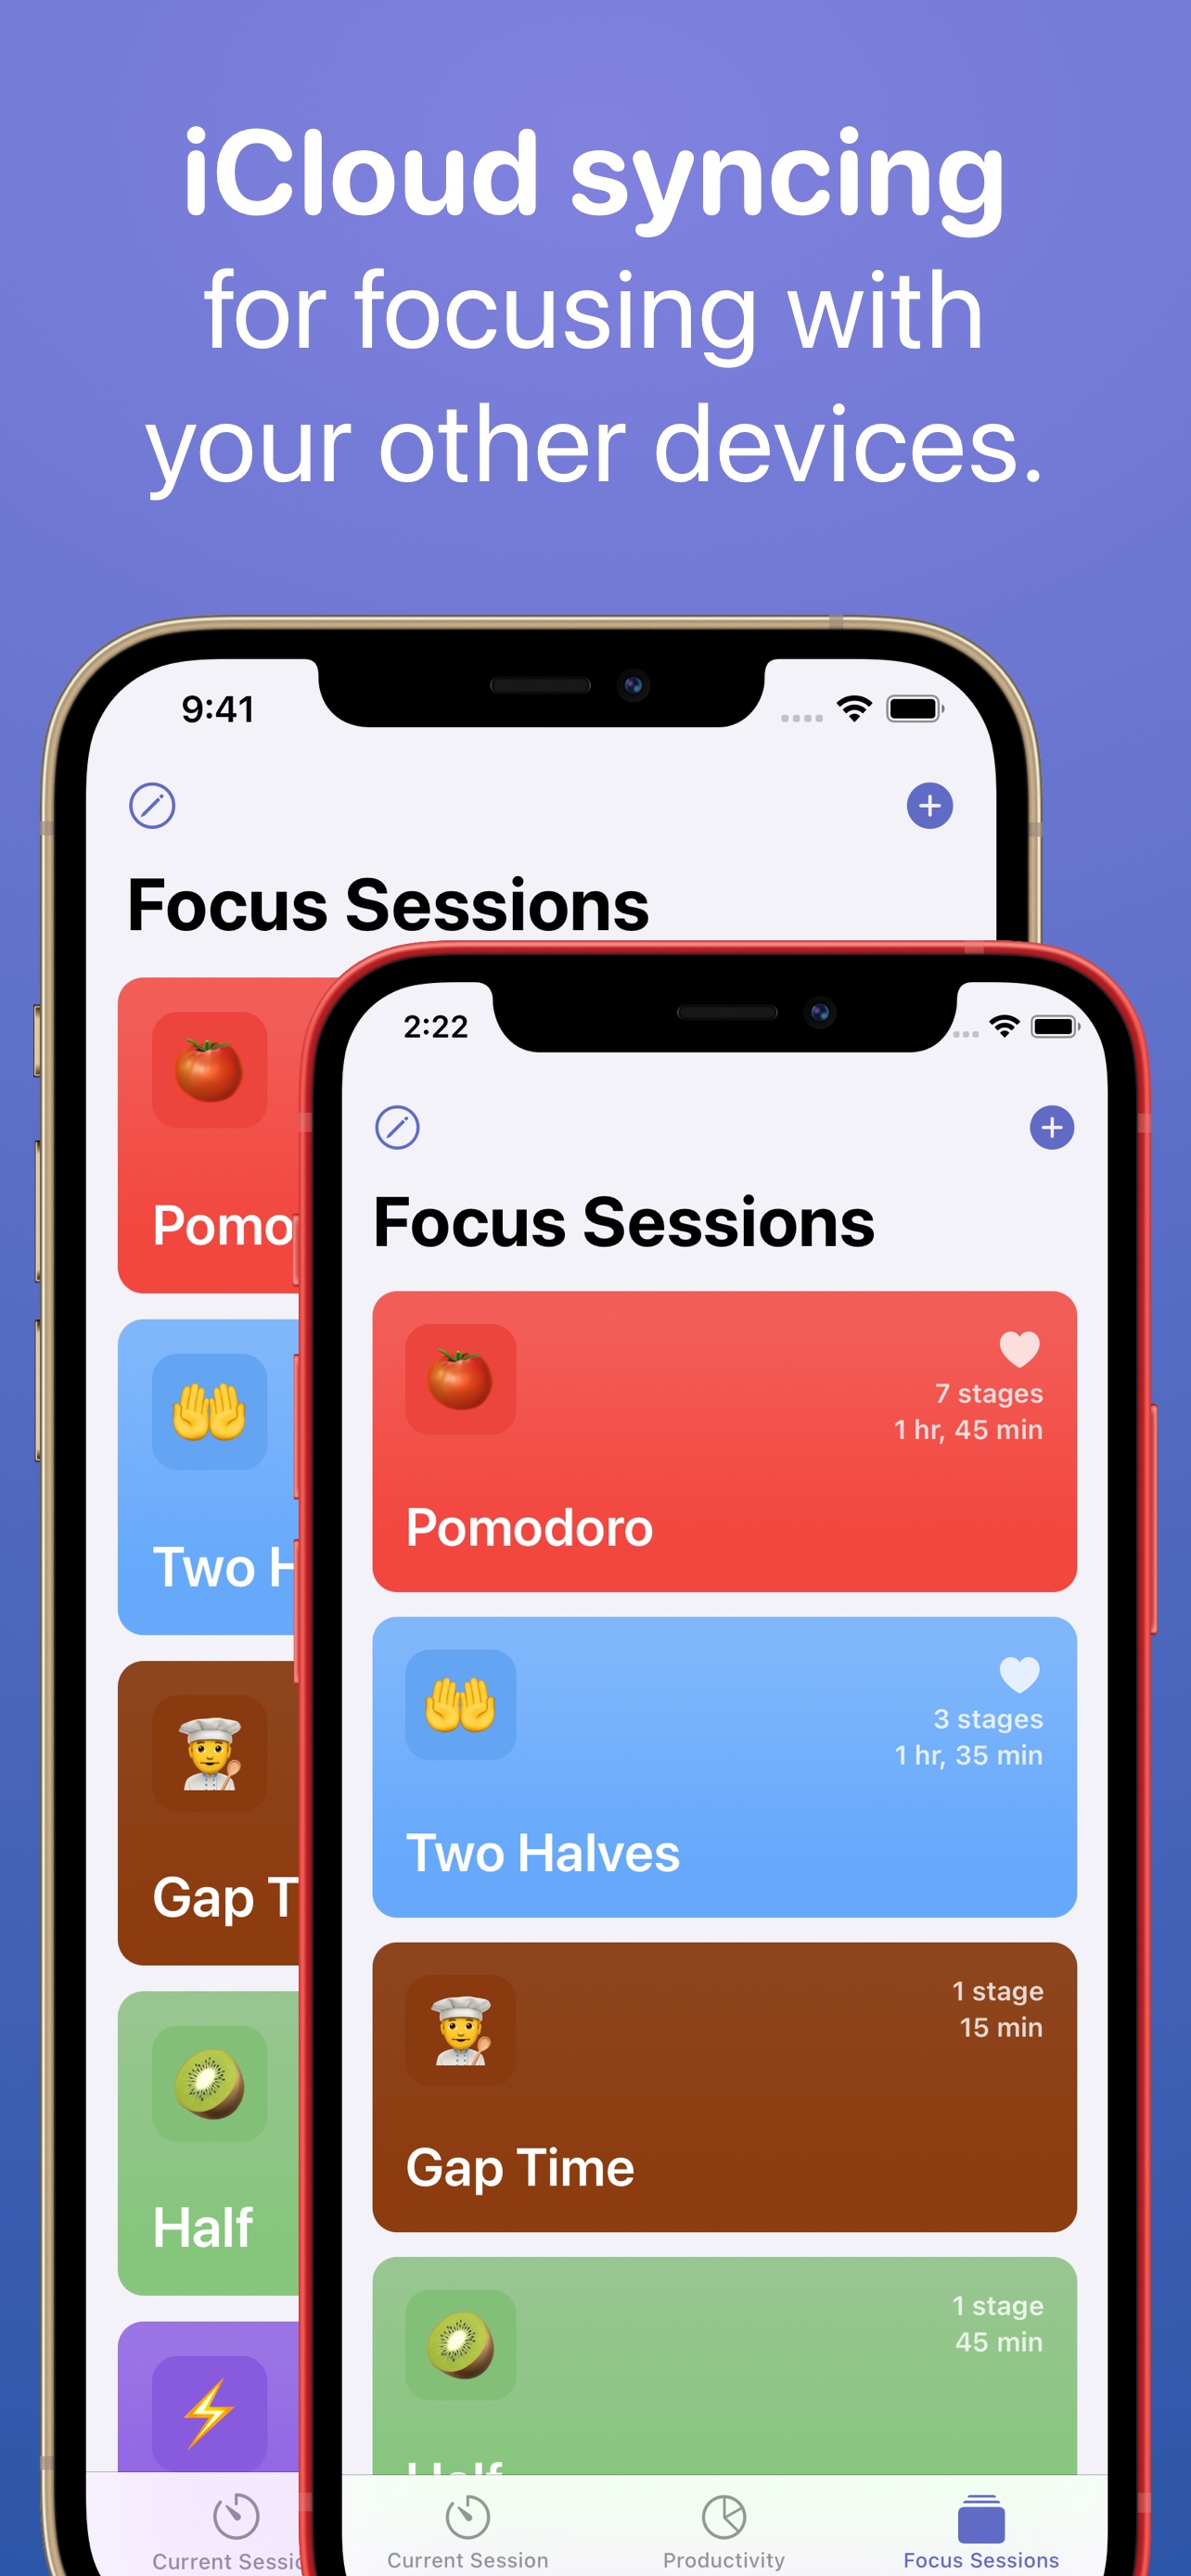 iCloud syncing
for focusing with
your other devices.
9:41
Focus Sessions
Pomo
Two H
Gap T
Half
Current Sessio
2:22
Focus Sessions
7 stages
1 hr, 45 min
Pomodoro
3 stages
1 hr, 35 min
Two Halves
1 stage
15 min
Gap Time
1 stage
45 min
Half
Current Session
Productivity
Focus Sessions